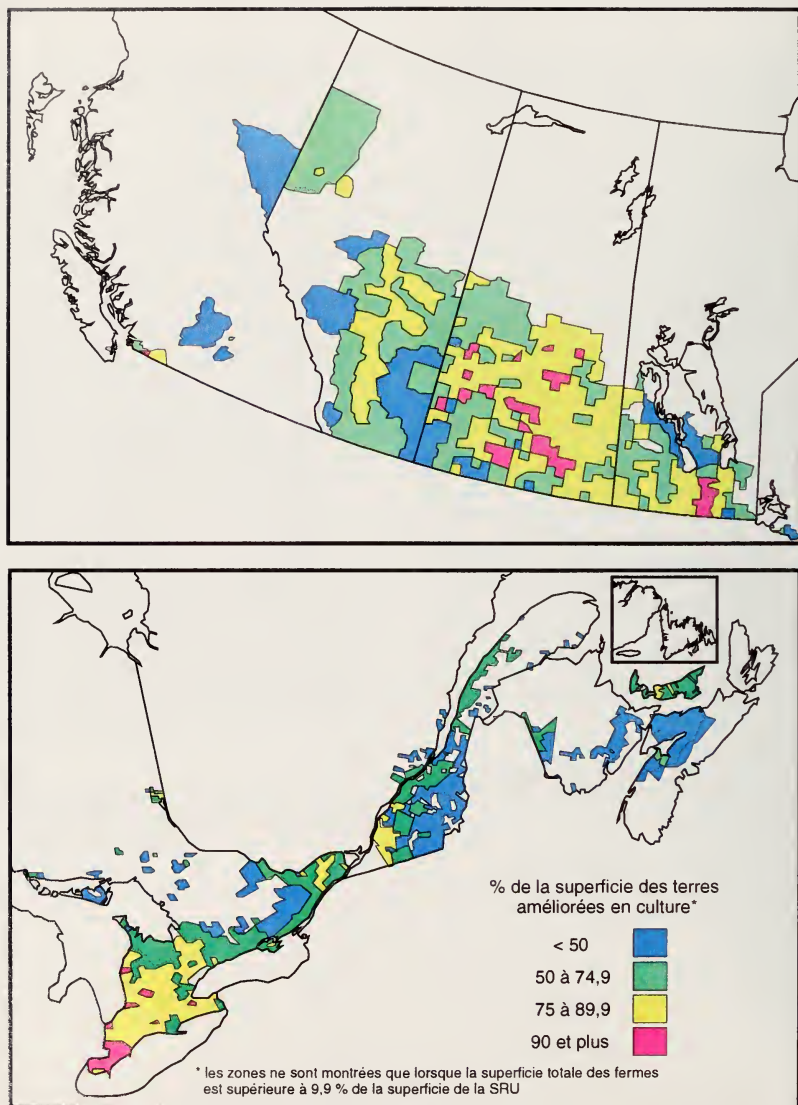 % de la superficie des terres
améliorées en culture*
< 50
50 à 74,9
75 à 89,9
90 et plus
* les zones ne sont montrées que lorsque la superficie totale des fermes
est supérieure à 9,9 % de la superficie de la SRU